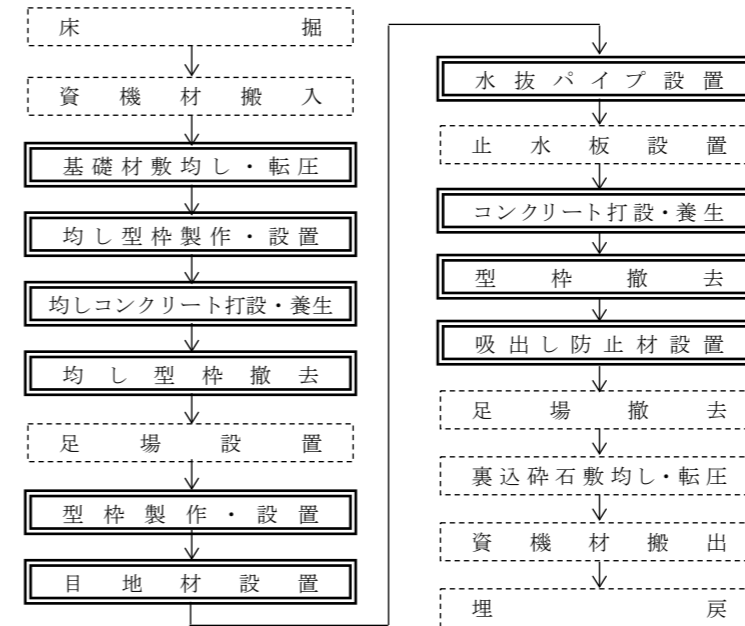 床掘
資機材搬入
基礎材敷均し・転圧
均し型枠製作・設置
均しコンクリート打設・養生
均し型枠撤去
足場設置
型枠製作・設置
目地材設置
水抜パイプ設置
止水板設置
コンクリート打設・養生
型枠撤去
吸出し防止材設置
足場撤去
裏込砕石敷均し・転圧
資機材搬出
埋戻